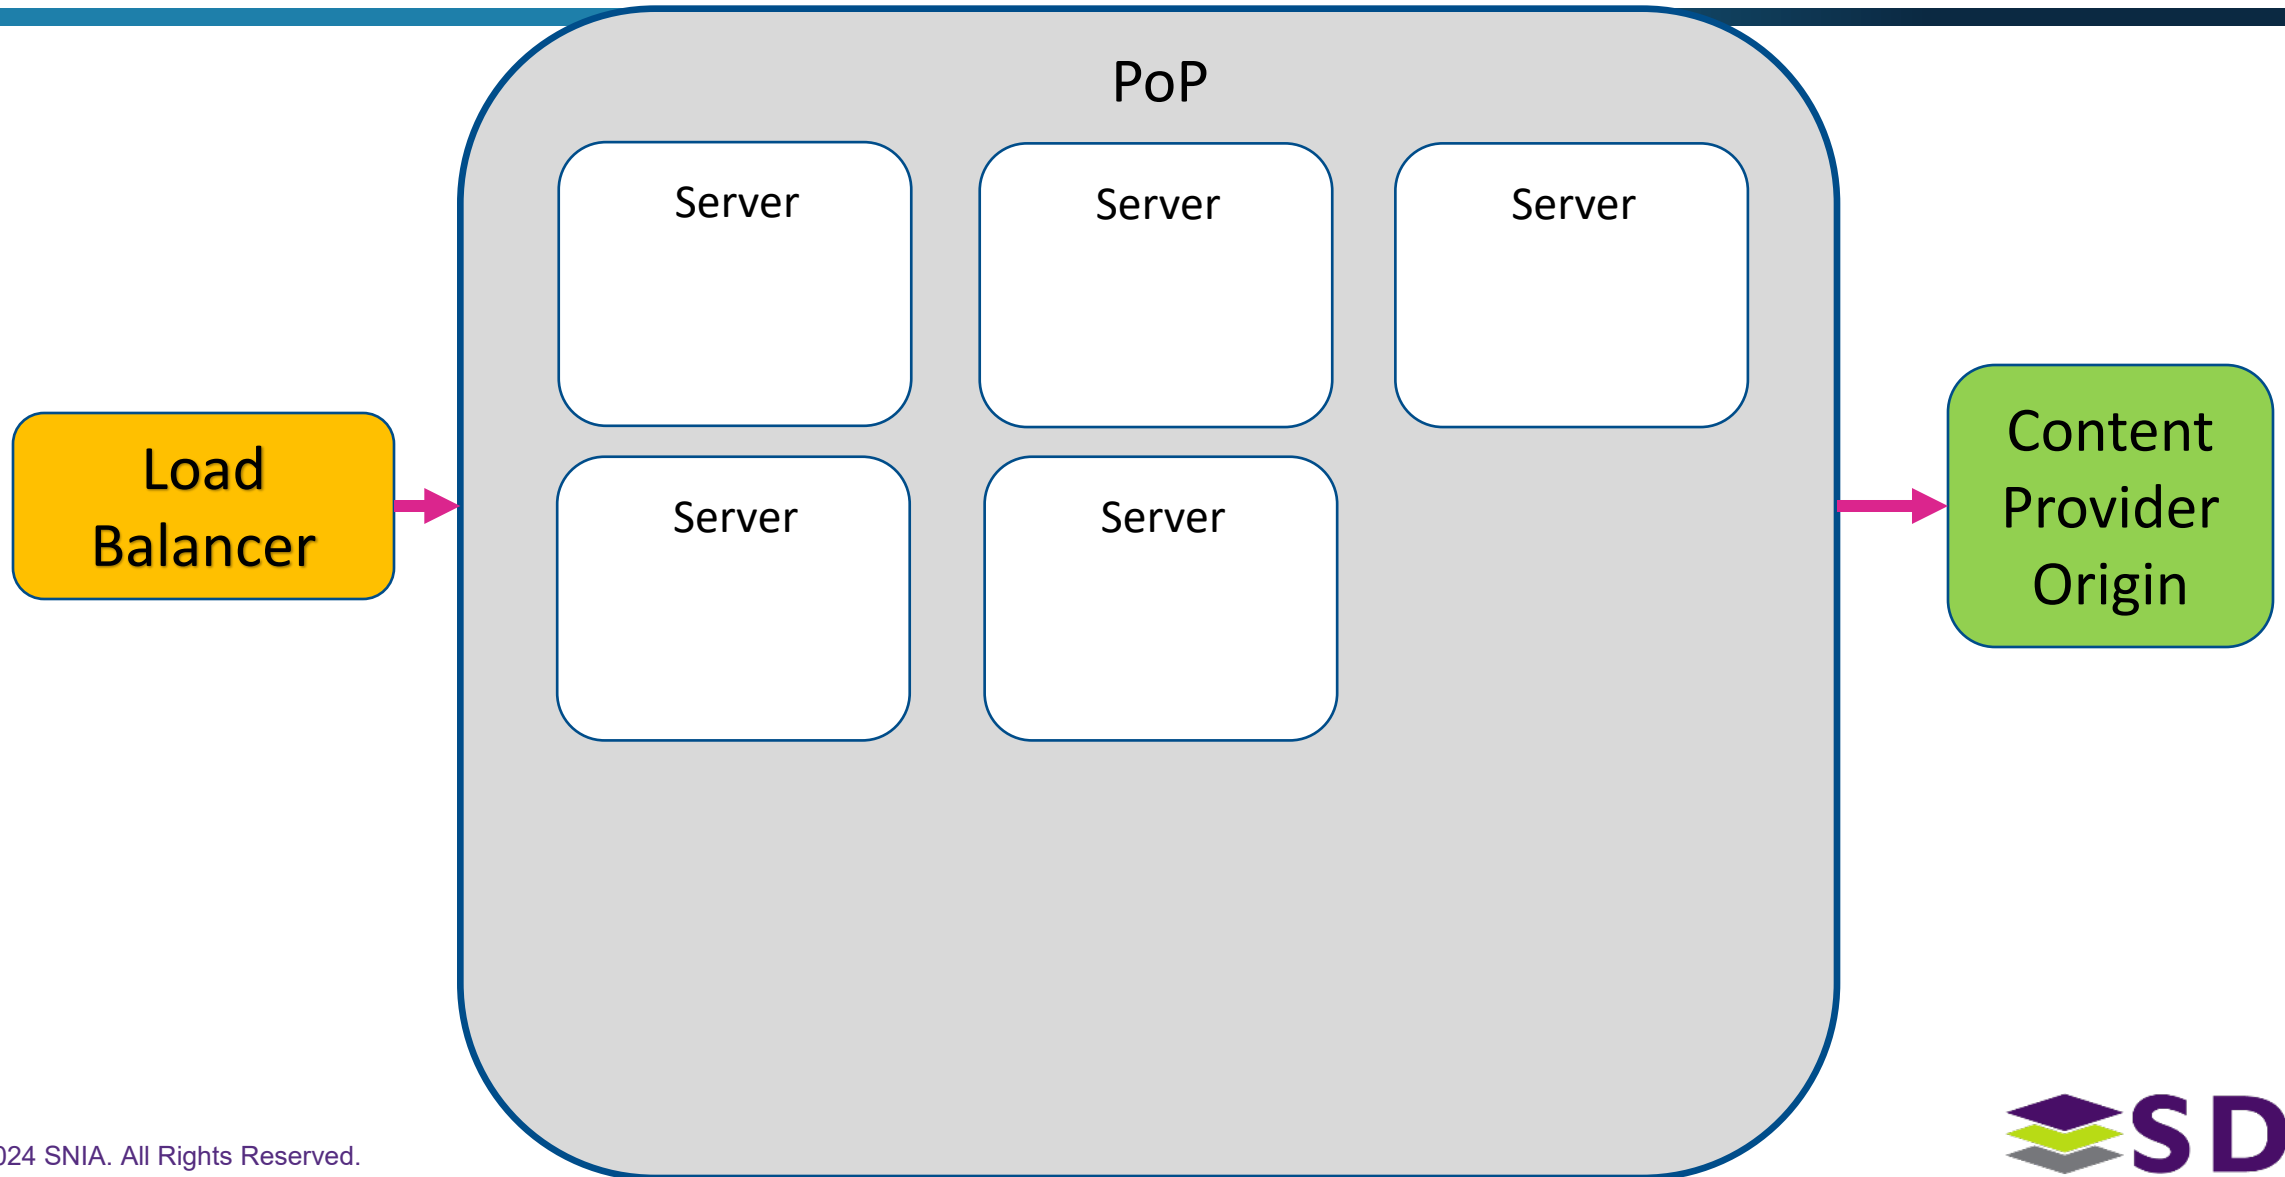 PoP
Server
Server
Server
Load
Balancer
Server
Server
Content
Provider
Origin
024 SNIA. All Rights Reserved.
SD